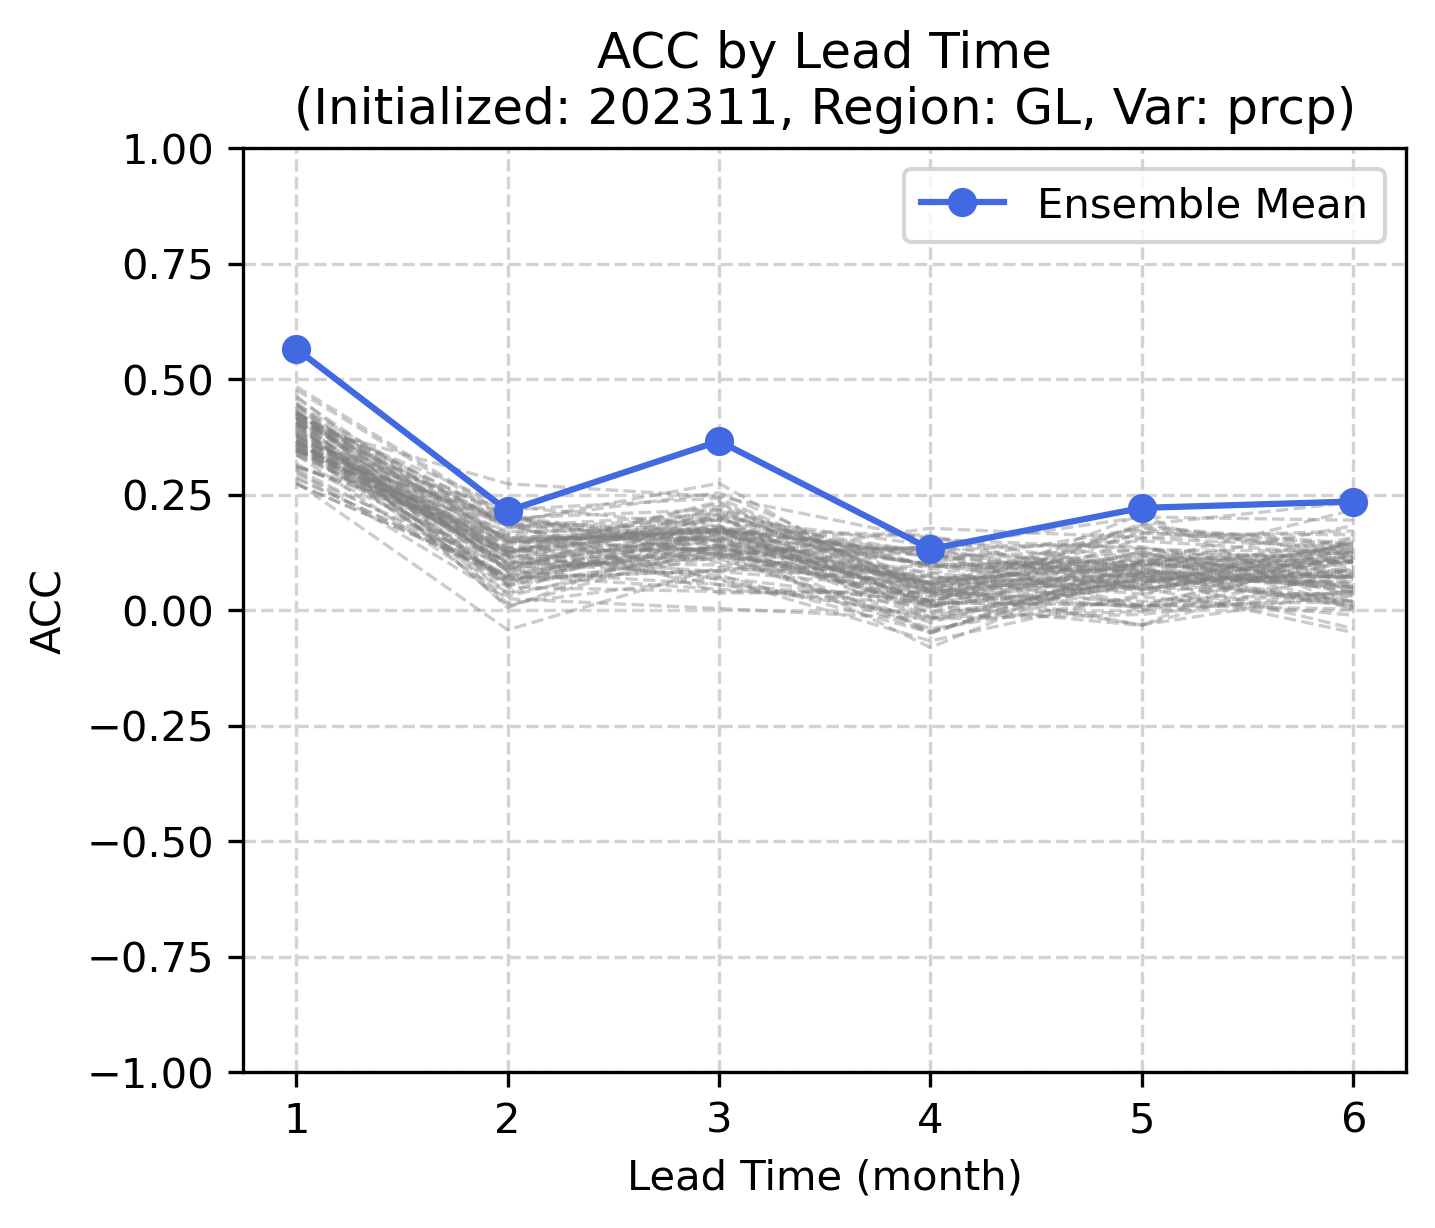 ACC by Lead Time
(Initialized: 202311, Region: GL, Var: prcp)
Ensemble Mean
1.00
0.75
0.50
0.25
0.00
−0.25
−0.50
−0.75
−1.00
ACC
1 2 3 4 5 6
Lead Time (month)